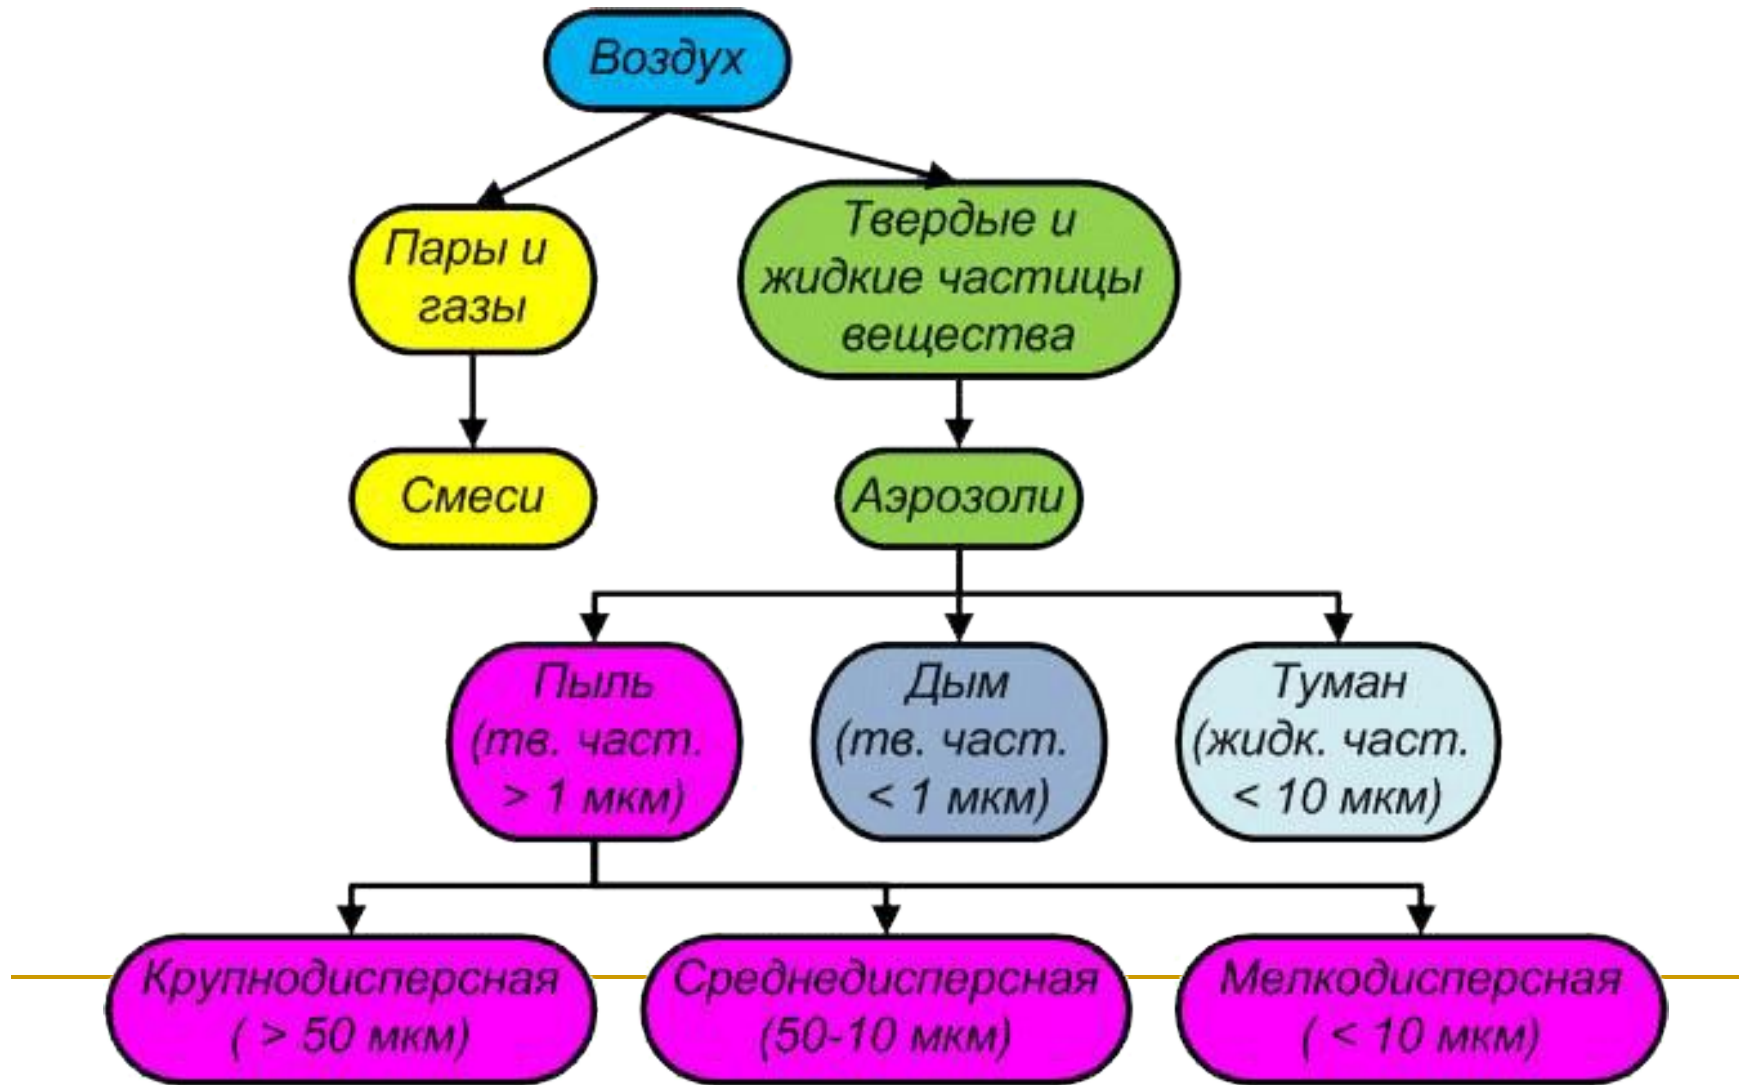 Воздух
Пары и
газы
Твердые и
жидкие частицы
вещества
Смеси
Аэрозоли
Пыль
(тв. част.
> 1 мкм)
Дым
(тв. част.
< 1 мкм)
Туман
(жидк. част.
< 10 мкм)
Крупнодисперсная
( > 50 мкм)
Среднедисперсная
(50-10 мкм)
Мелкодисперсная
( < 10 мкм)